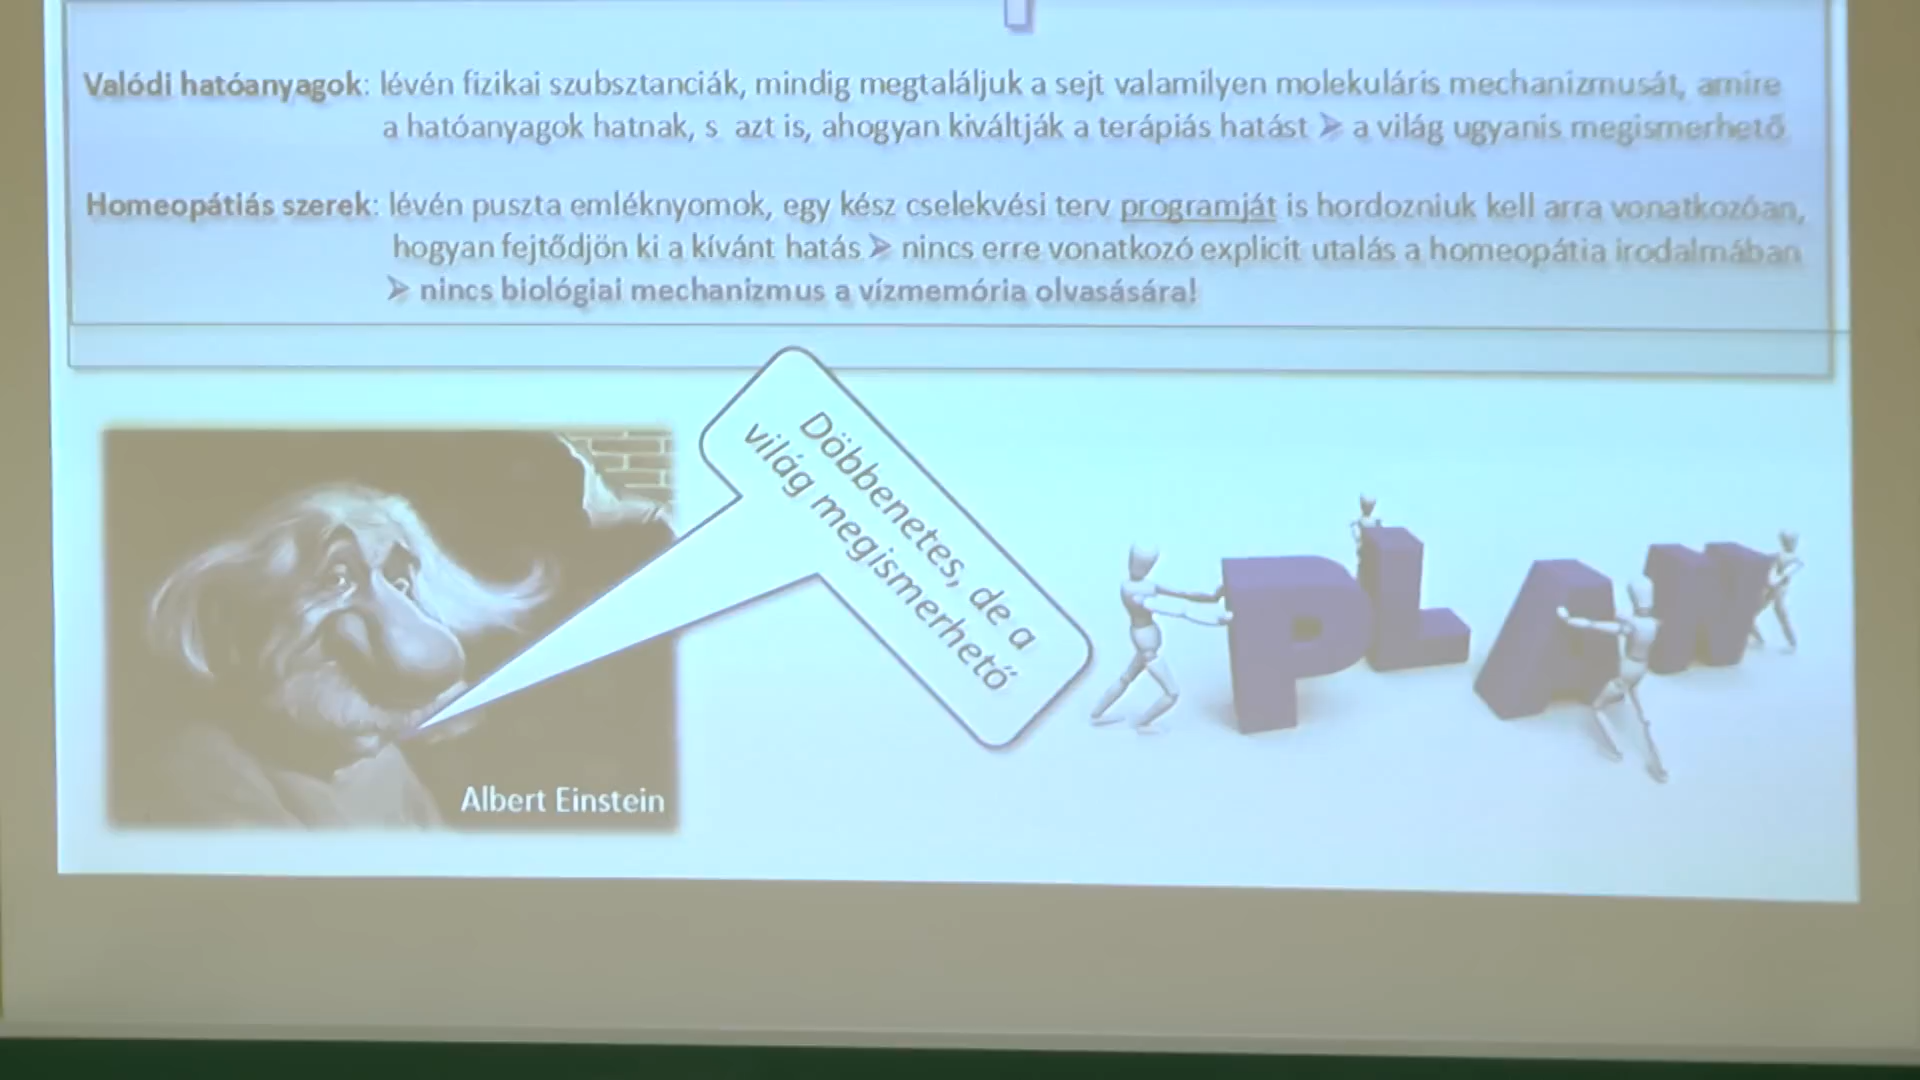 Valódi hatóanyagok: lévén fizikai szubsztanciák, mindig megtaláljuk a sejt valamilyen molekuláris mechanizmusát, amire
a hatóanyagok hatnak, s azt is, ahogyan kiváltják a terápiás hatást ➢ a világ ugyanis megismerhető
Homeopátiás szerek: lévén puszta emléknyomok, egy kész cselekvési terv programját is hordozniuk kell arra vonatkozóan,
hogyan fejtődjön ki a kívánt hatás ➢ nincs erre vonatkozó explicit utalás a homeopátia irodalmában
➢ nincs biológiai mechanizmus a vízmemória olvasására!
Döbbenetes, de a
világ megismerhető
PLAN
Albert Einstein